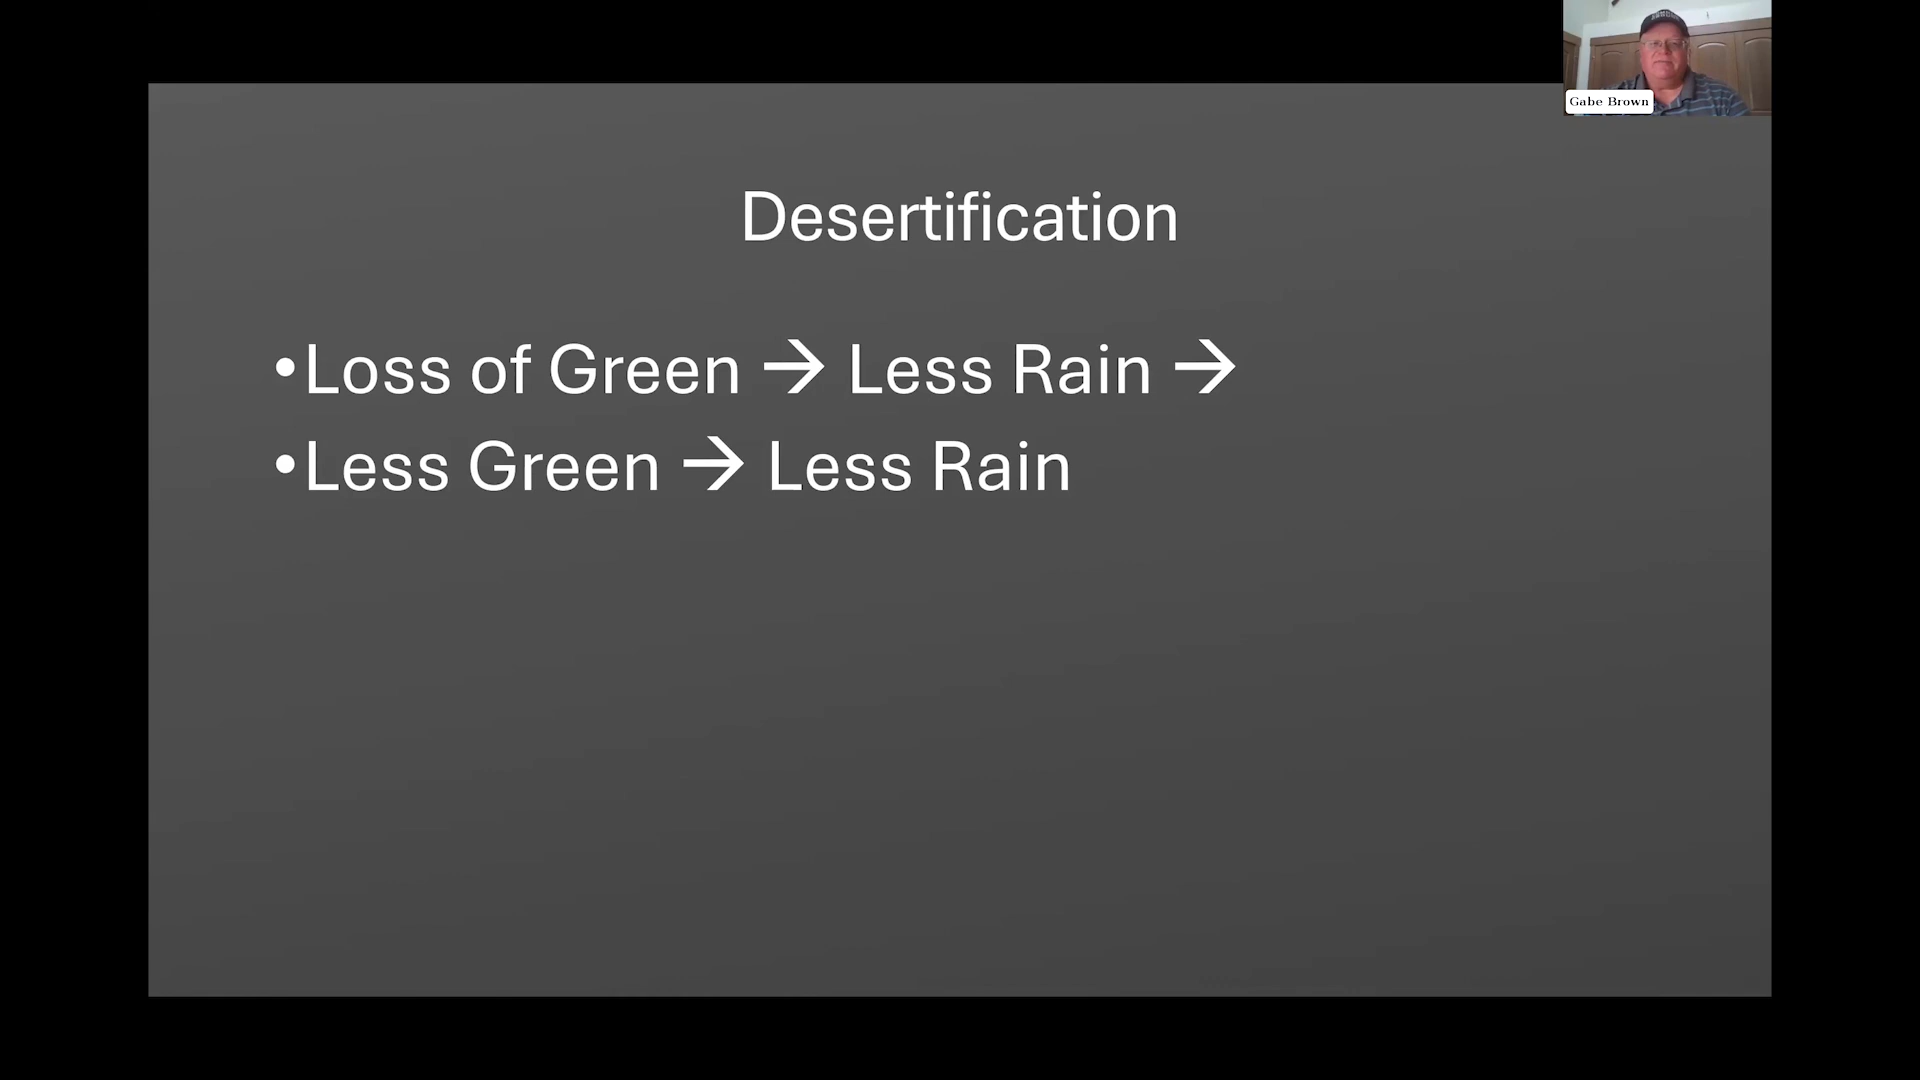 Gabe Brown
Desertification
•Loss of Green → Less Rain →
•Less Green → Less Rain